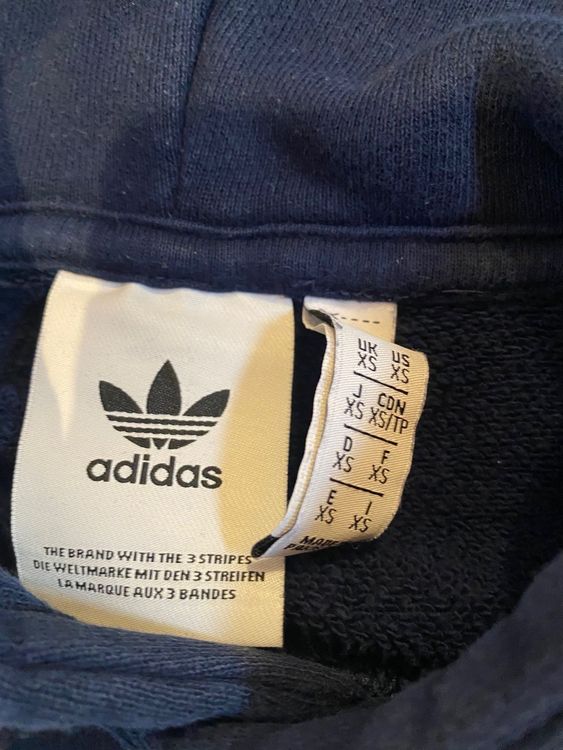 adidas
THE BRAND WITH THE 3 STRIPES
DIE WELTMARKE MIT DEN 3 STREIFEN
LA MARQUE AUX 3 BANDES
UK US
XS XS
J CDN
XS XS/TP
D F
XS XS
E I
XS XS
MADE